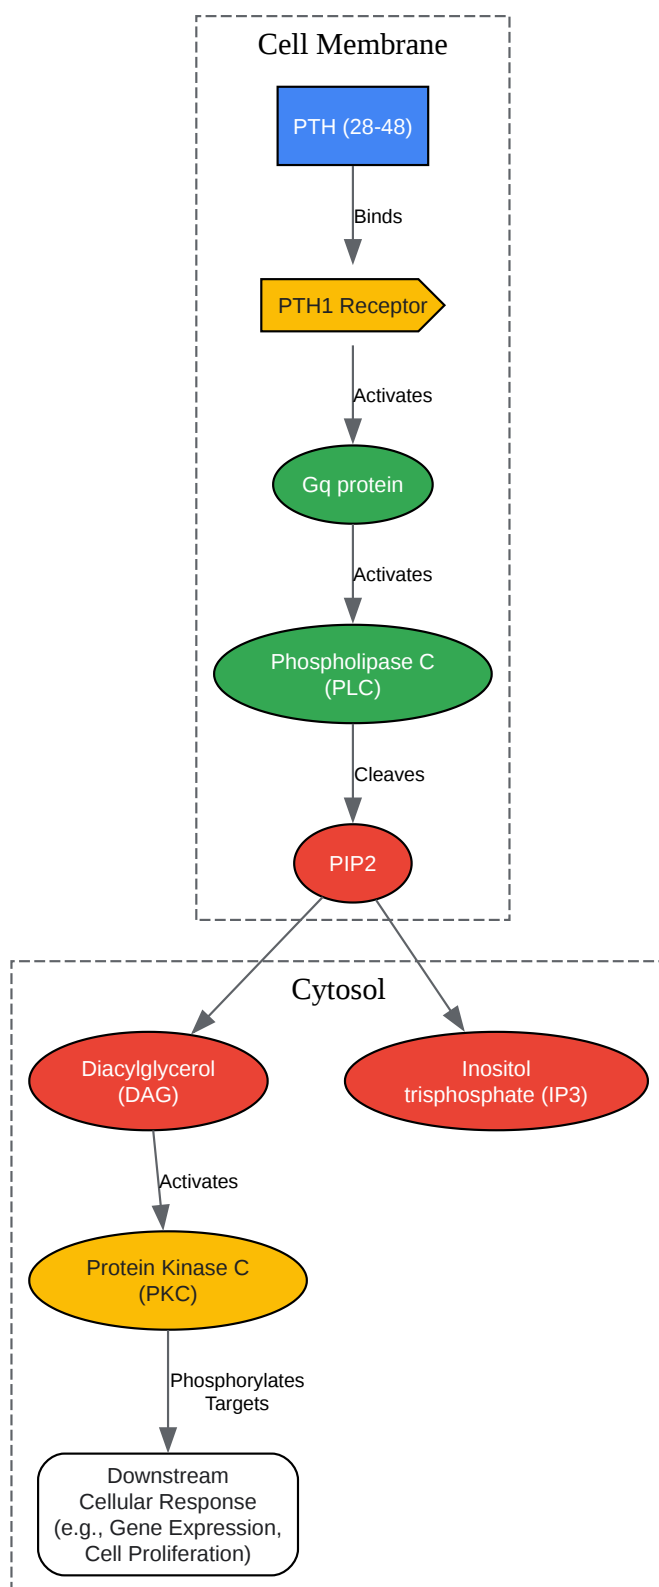 Cell Membrane
PTH (28-48)
Binds
PTH1 Receptor
Activates
Gq protein
Activates
Phospholipase C
(PLC)
Cleaves
PIP2
Cytosol
Diacylglycerol
(DAG)
Inositol
trisphosphate (IP3)
Activates
Protein Kinase C
(PKC)
Phosphorylates
Targets
Downstream
Cellular Response
(e.g., Gene Expression,
Cell Proliferation)